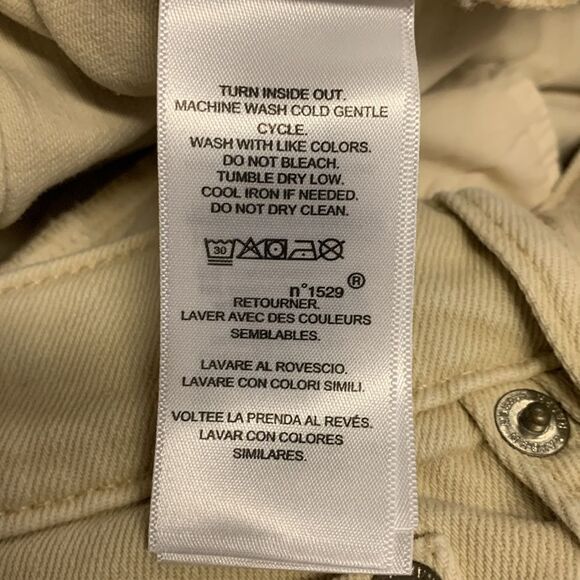 TURN INSIDE OUT.
MACHINE WASH COLD GENTLE
CYCLE.
WASH WITH LIKE COLORS.
DO NOT BLEACH.
TUMBLE DRY LOW.
COOL IRON IF NEEDED.
DO NOT DRY CLEAN.
30
n°1529 ®
RETOURNER.
LAVER AVEC DES COULEURS
SEMBLABLES.
LAVARE AL ROVESCIO.
LAVARE CON COLORI SIMILI.
VOLTEE LA PRENDA AL REVÉS.
LAVAR CON COLORES
SIMILARES.